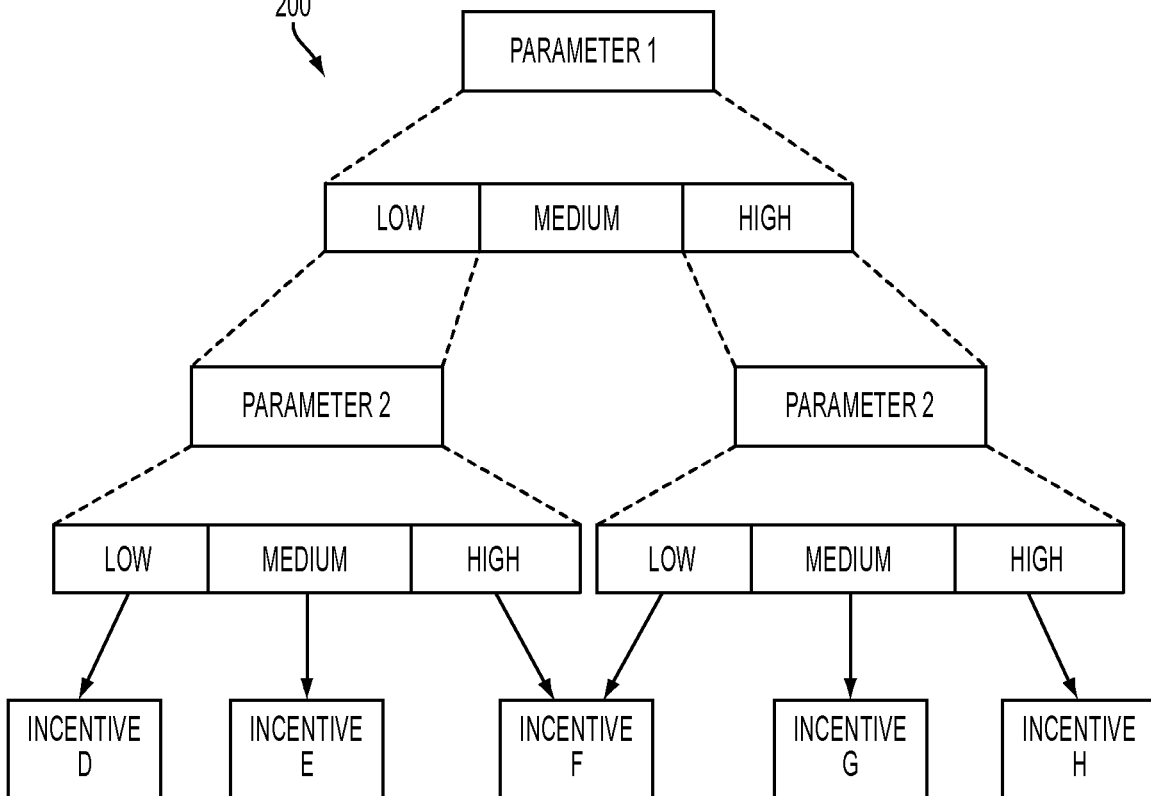 200
PARAMETER 1
LOW MEDIUM HIGH
PARAMETER 2 PARAMETER 2
LOW MEDIUM HIGH LOW MEDIUM HIGH
INCENTIVE D
INCENTIVE E
INCENTIVE F
INCENTIVE G
INCENTIVE H